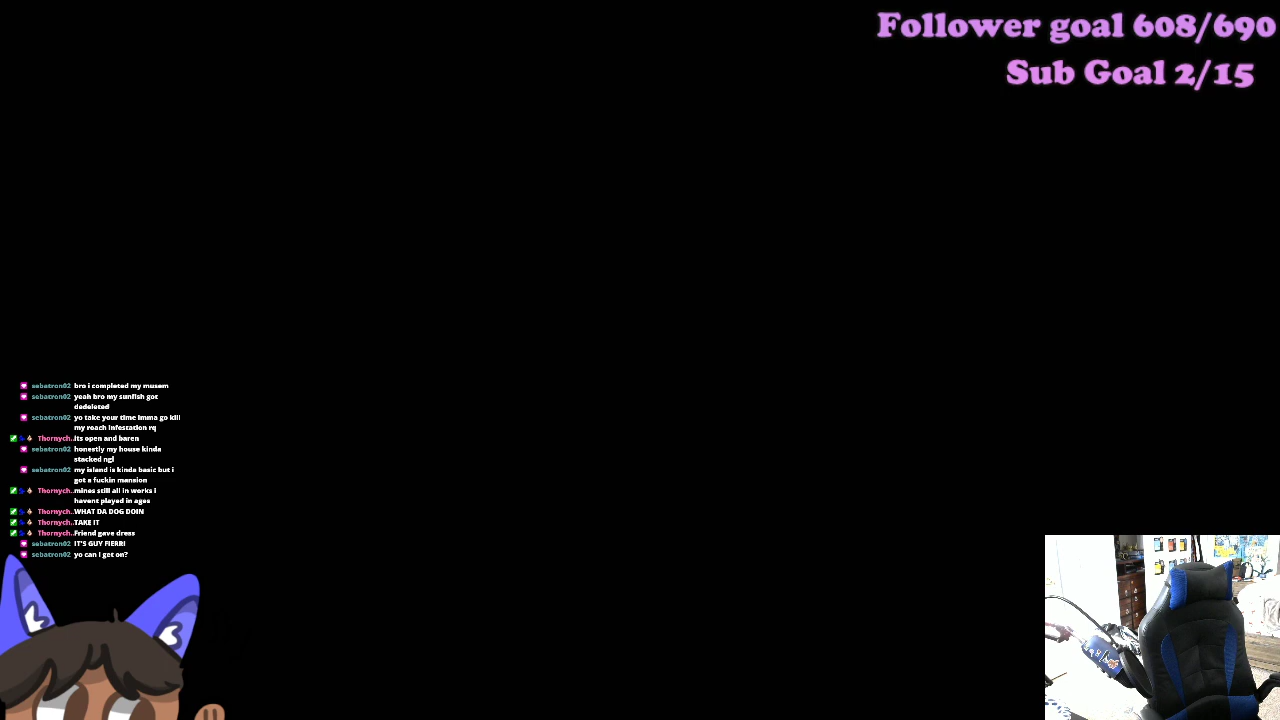 Follower goal 608/690
Sub Goal 2/15
sebatron02 bro i completed my musem
sebatron02 yeah bro my sunfish got
dedeleted
sebatron02 yo take your time imma go kill
my roach infestation rq
Thornych.. Its open and baren
sebatron02 honestly my house kinda
stacked ngl
sebatron02 my island is kinda basic but i
got a fuckin mansion
Thornych.. mines still all in works i
havent played in ages
Thornych.. WHAT DA DOG DOIN
Thornych.. TAKE IT
Thornych.. Friend gave dress
sebatron02 IT'S GUY FIERRI
sebatron02 yo can I get on?